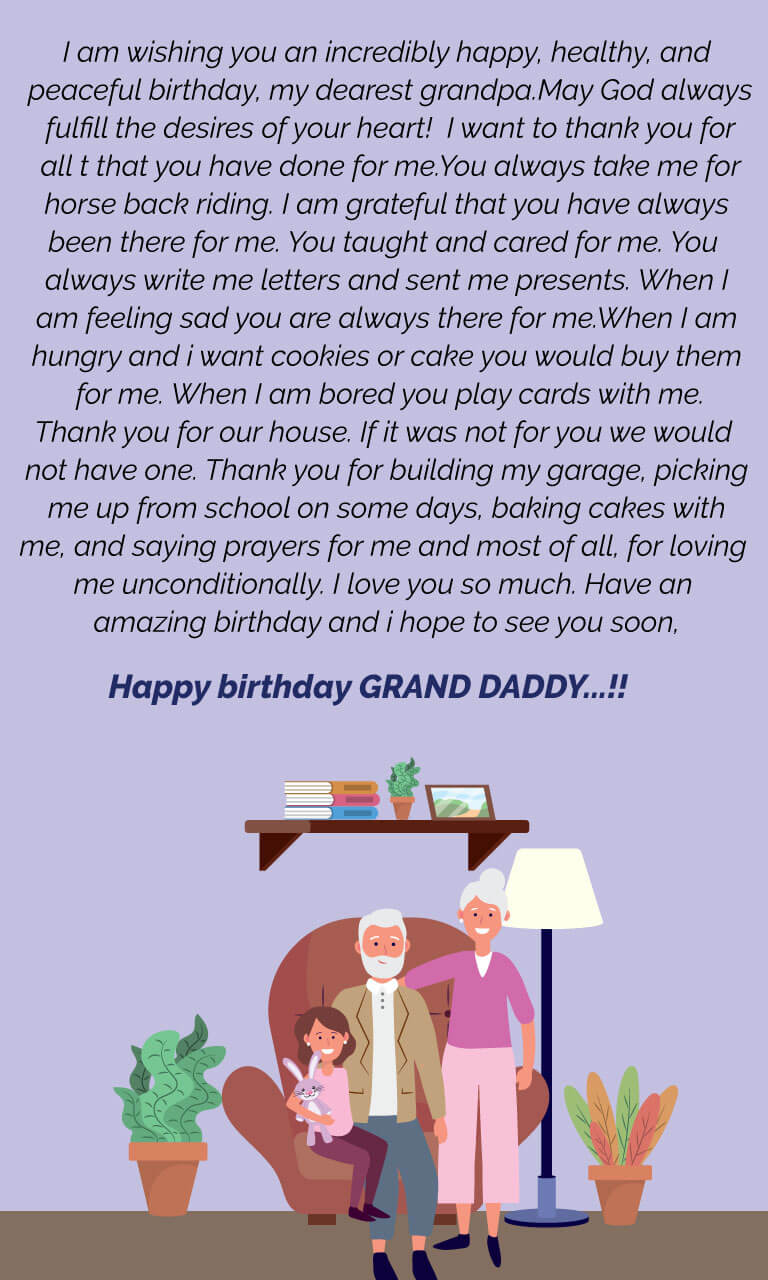 I am wishing you an incredibly happy, healthy, and
peaceful birthday, my dearest grandpa.May God always
fulfill the desires of your heart!  I want to thank you for
all t that you have done for me.You always take me for
horse back riding. I am grateful that you have always
been there for me. You taught and cared for me. You
always write me letters and sent me presents. When I
am feeling sad you are always there for me.When I am
hungry and i want cookies or cake you would buy them
for me. When I am bored you play cards with me.
Thank you for our house. If it was not for you we would
not have one. Thank you for building my garage, picking
me up from school on some days, baking cakes with
me, and saying prayers for me and most of all, for loving
me unconditionally. I love you so much. Have an
amazing birthday and i hope to see you soon,
Happy birthday GRAND DADDY...!!